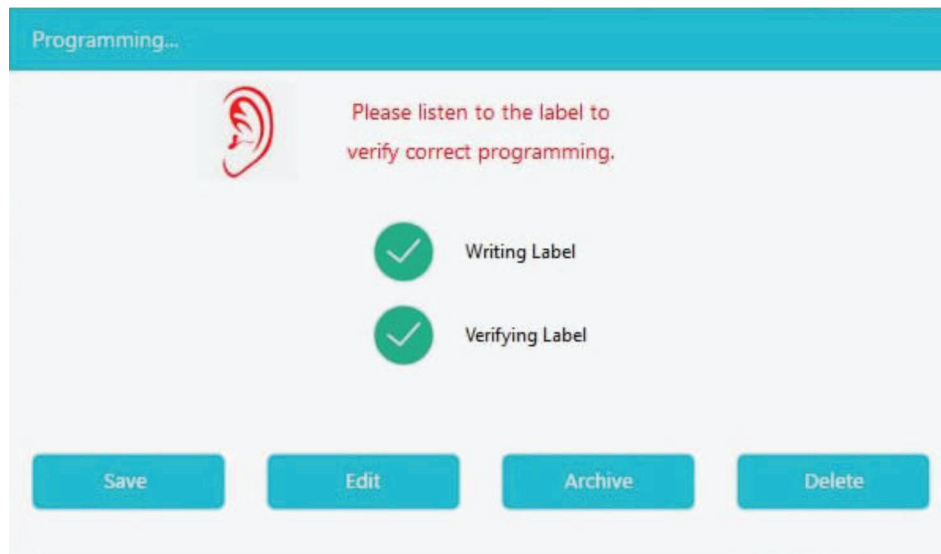 Programming...
Please listen to the label to
verify correct programming.
Writing Label
Verifying Label
Save
Edit
Archive
Delete